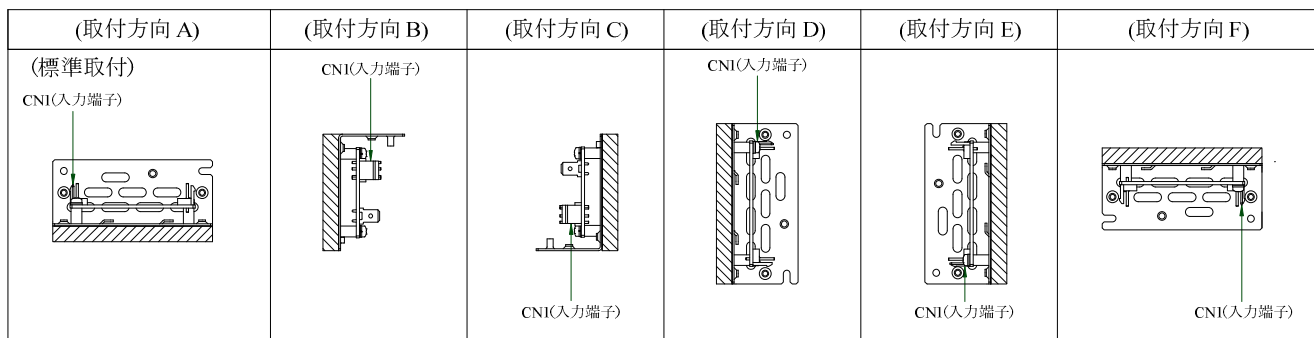 (取付方向 A)
(取付方向 B)
(取付方向 C)
(取付方向 D)
(取付方向 E)
(取付方向 F)
(標準取付)
CN1(入力端子)
CN1(入力端子)
CN1(入力端子)
CN1(入力端子)
CN1(入力端子)
CN1(入力端子)